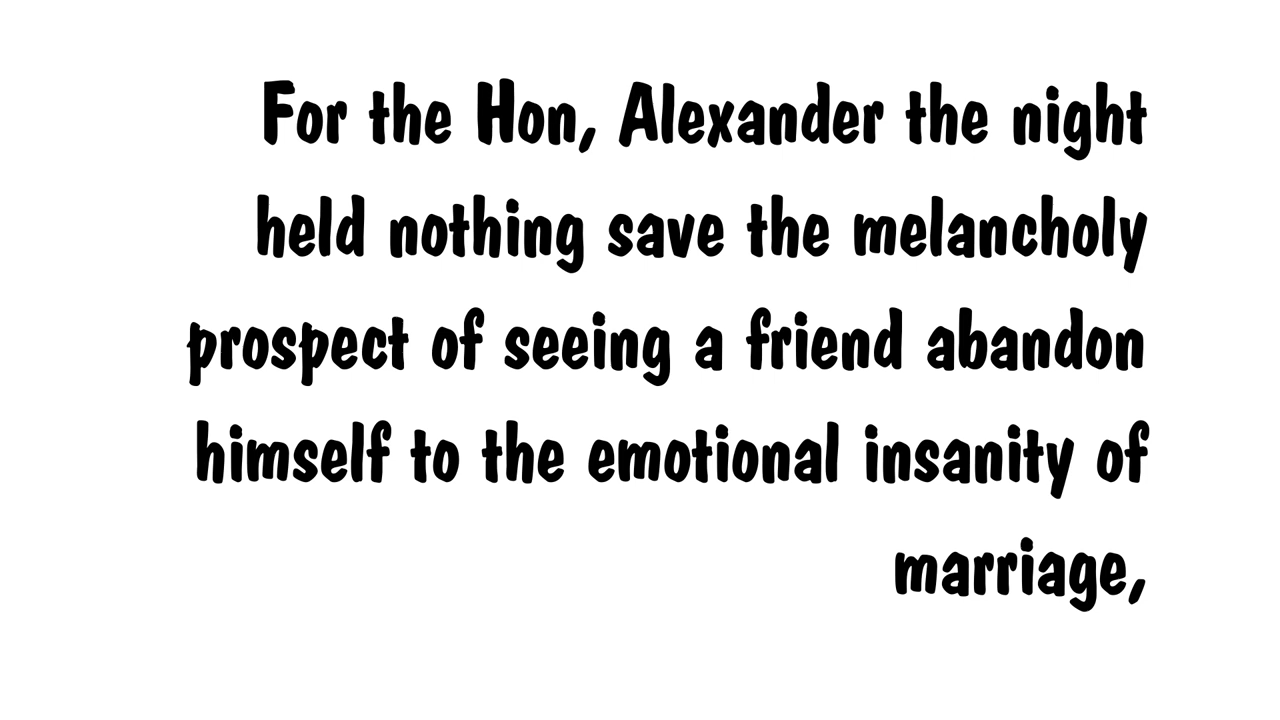 For the Hon, Alexander the night
held nothing save the melancholy
prospect of seeing a friend abandon
himself to the emotional insanity of
marriage,